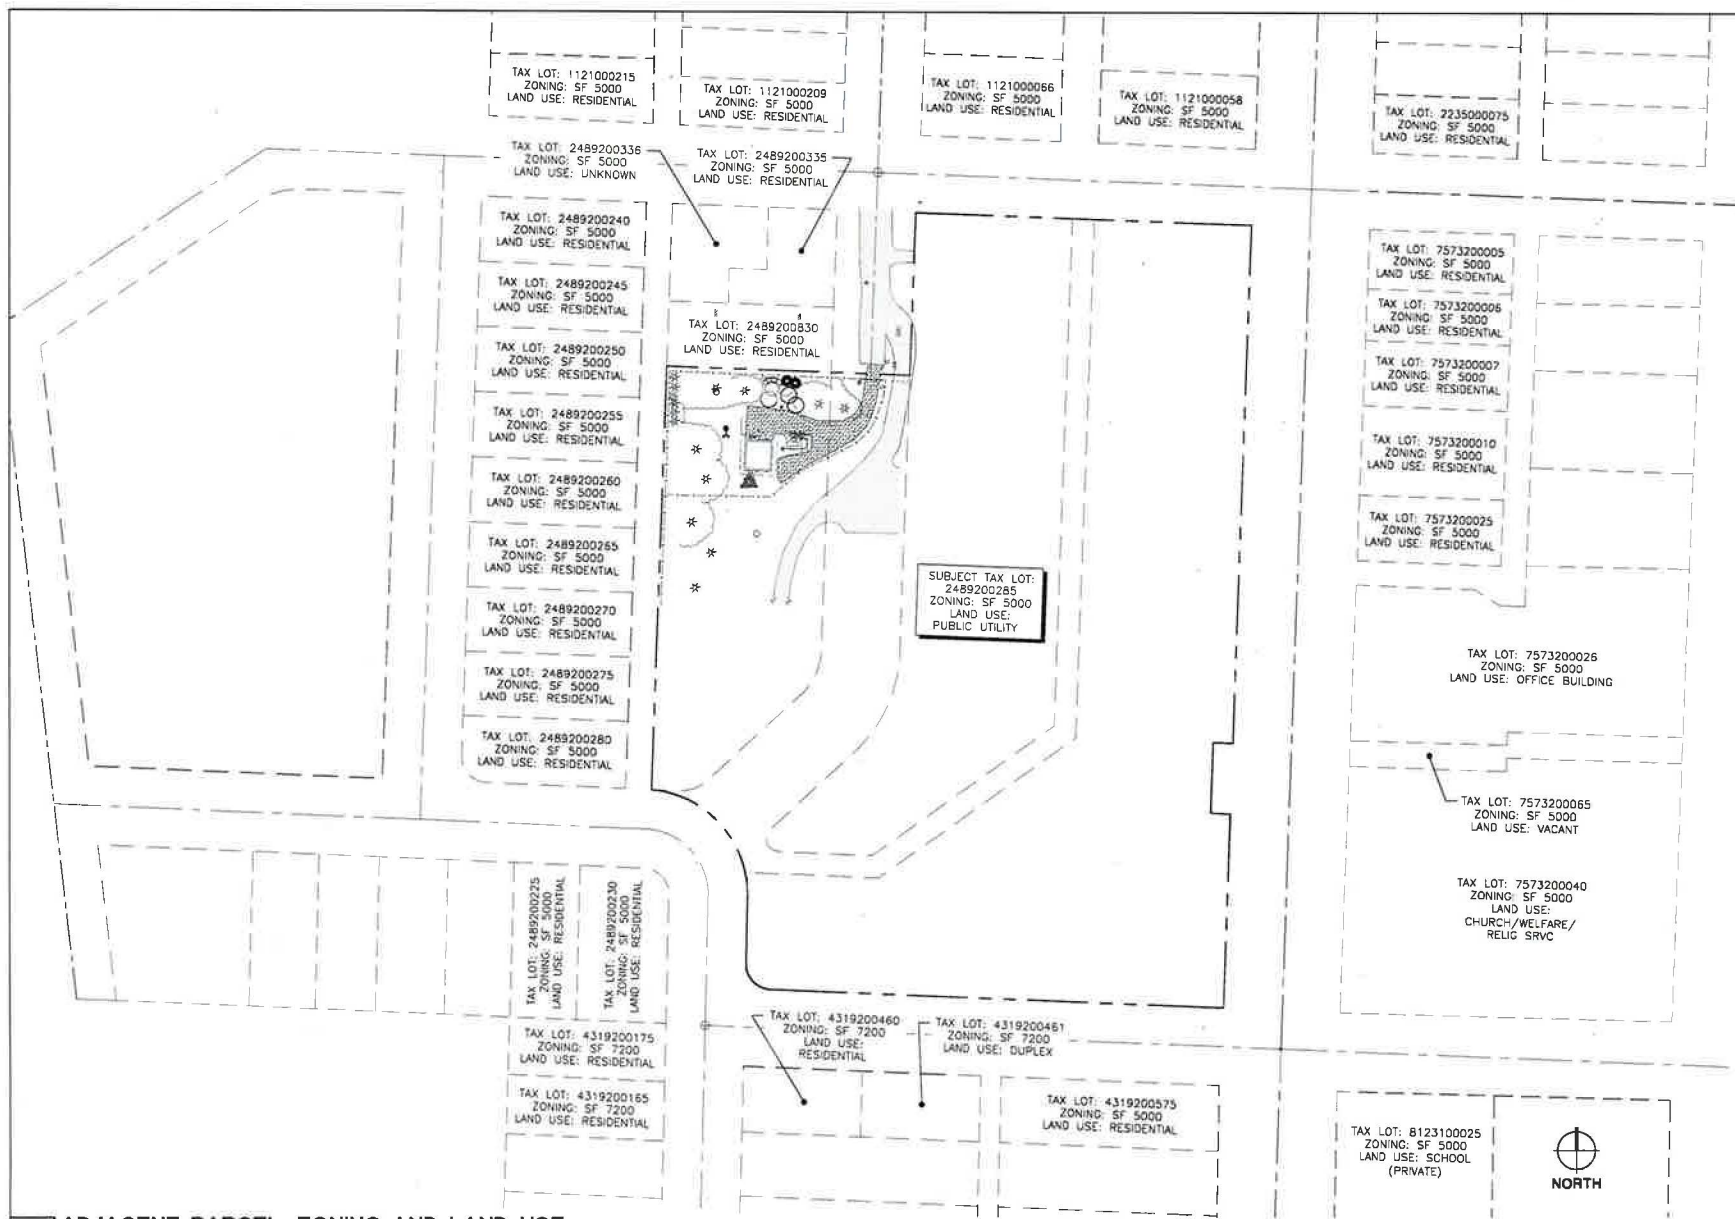 TAX LOT: 1121000215
ZONING: SF 5000
LAND USE: RESIDENTIAL
TAX LOT: 1121000209
ZONING: SF 5000
LAND USE: RESIDENTIAL
TAX LOT: 1121000066
ZONING: SF 5000
LAND USE: RESIDENTIAL
TAX LOT: 1121000058
ZONING: SF 5000
LAND USE: RESIDENTIAL
TAX LOT: 2235000075
ZONING: SF 5000
LAND USE: RESIDENTIAL
TAX LOT: 2489200336
ZONING: SF 5000
LAND USE: UNKNOWN
TAX LOT: 2489200335
ZONING: SF 5000
LAND USE: RESIDENTIAL
TAX LOT: 2489200240
ZONING: SF 5000
LAND USE: RESIDENTIAL
TAX LOT: 2489200245
ZONING: SF 5000
LAND USE: RESIDENTIAL
TAX LOT: 2489200830
ZONING: SF 5000
LAND USE: RESIDENTIAL
TAX LOT: 2489200250
ZONING: SF 5000
LAND USE: RESIDENTIAL
TAX LOT: 2489200255
ZONING: SF 5000
LAND USE: RESIDENTIAL
TAX LOT: 2489200260
ZONING: SF 5000
LAND USE: RESIDENTIAL
TAX LOT: 2489200265
ZONING: SF 5000
LAND USE: RESIDENTIAL
TAX LOT: 2489200270
ZONING: SF 5000
LAND USE: RESIDENTIAL
TAX LOT: 2489200275
ZONING: SF 5000
LAND USE: RESIDENTIAL
TAX LOT: 2489200280
ZONING: SF 5000
LAND USE: RESIDENTIAL
SUBJECT TAX LOT:
2489200285
ZONING: SF 5000
LAND USE:
PUBLIC UTILITY
TAX LOT: 7573200005
ZONING: SF 5000
LAND USE: RESIDENTIAL
TAX LOT: 7573200006
ZONING: SF 5000
LAND USE: RESIDENTIAL
TAX LOT: 7573200007
ZONING: SF 5000
LAND USE: RESIDENTIAL
TAX LOT: 7573200010
ZONING: SF 5000
LAND USE: RESIDENTIAL
TAX LOT: 7573200025
ZONING: SF 5000
LAND USE: RESIDENTIAL
TAX LOT: 7573200026
ZONING: SF 5000
LAND USE: OFFICE BUILDING
TAX LOT: 7573200065
ZONING: SF 5000
LAND USE: VACANT
TAX LOT: 7573200040
ZONING: SF 5000
LAND USE:
CHURCH/WELFARE/
RELIG SRVC
TAX LOT: 2489200225
ZONING: SF 5000
LAND USE: RESIDENTIAL
TAX LOT: 2489200230
ZONING: SF 5000
LAND USE: RESIDENTIAL
TAX LOT: 4319200175
ZONING: SF 7200
LAND USE: RESIDENTIAL
TAX LOT: 4319200165
ZONING: SF 7200
LAND USE: RESIDENTIAL
TAX LOT: 4319200460
ZONING: SF 7200
LAND USE:
RESIDENTIAL
TAX LOT: 4319200461
ZONING: SF 7200
LAND USE: DUPLEX
TAX LOT: 4319200575
ZONING: SF 5000
LAND USE: RESIDENTIAL
TAX LOT: 8123100025
ZONING: SF 5000
LAND USE: SCHOOL
(PRIVATE)
NORTH
ADJACENT PARCEL ZONING AND LAND USE